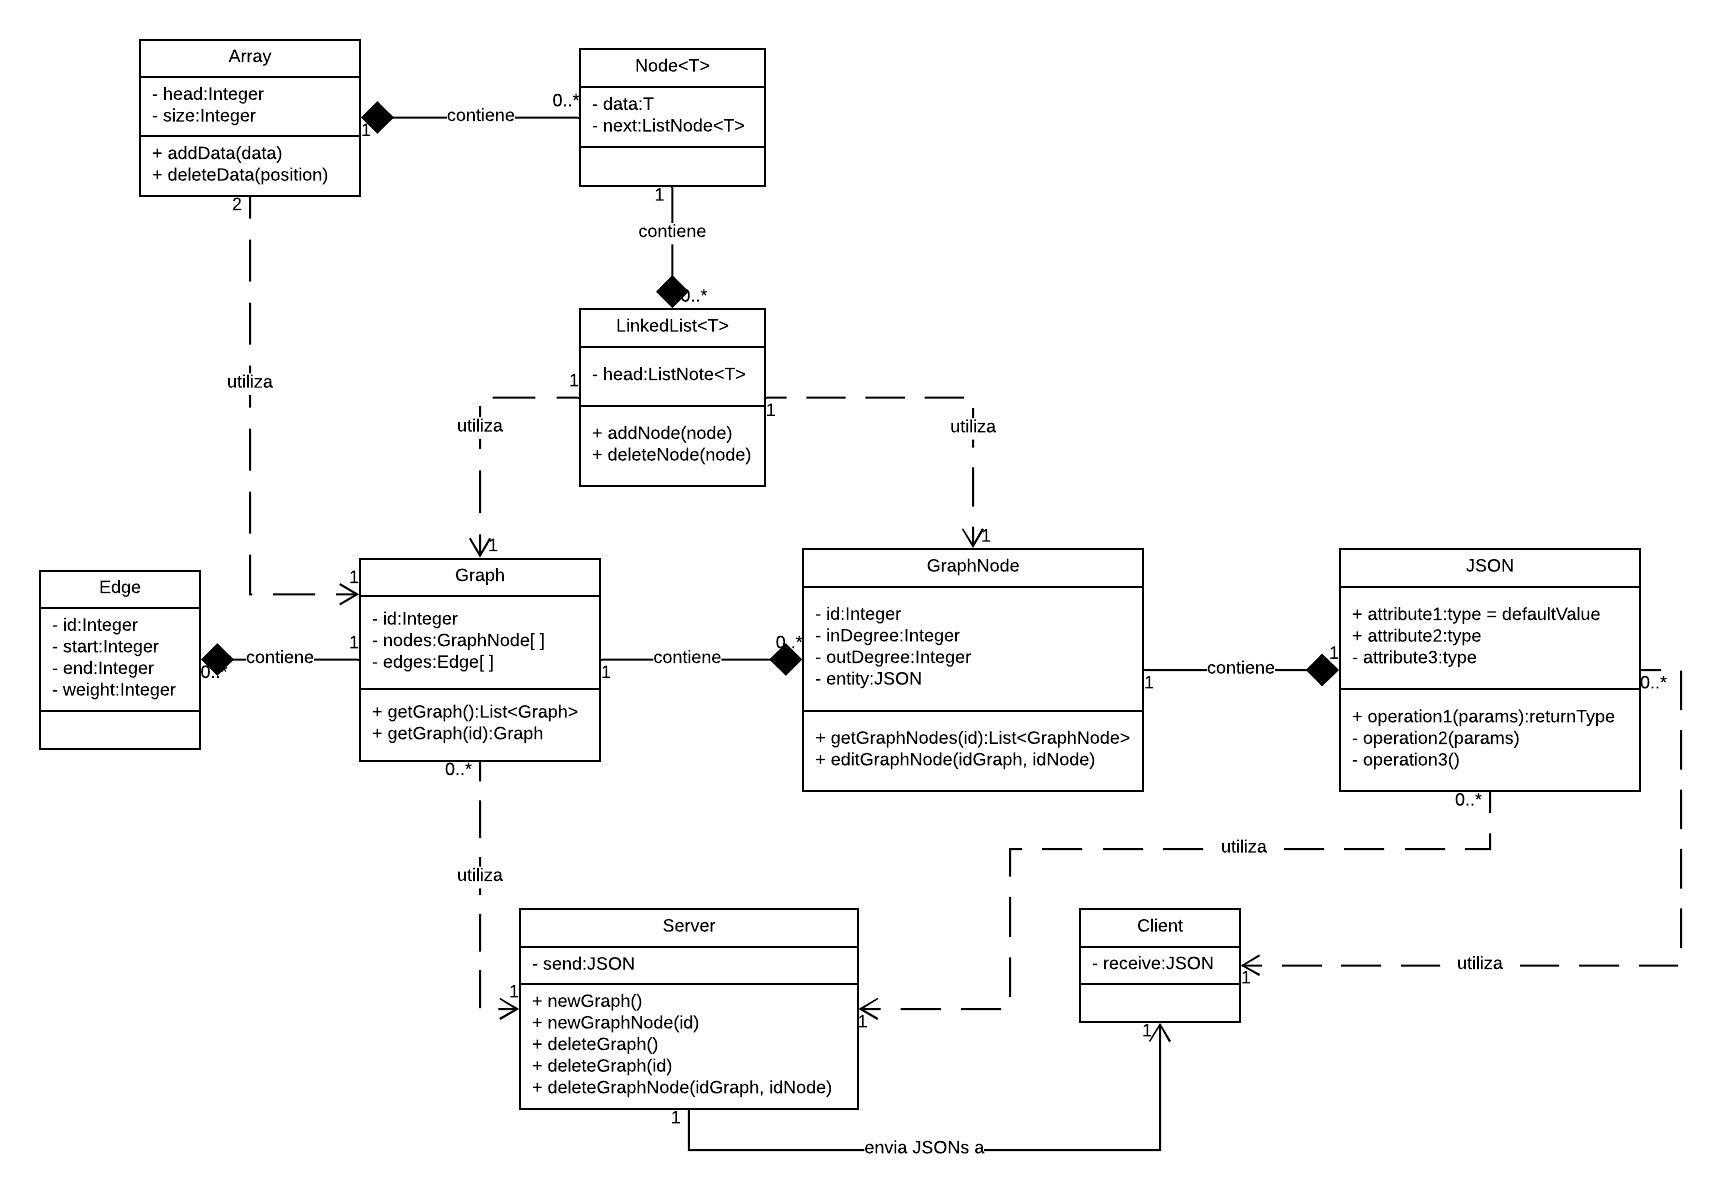 Array
- head:Integer
- size:Integer
+ addData(data)
+ deleteData(position)
1
contiene
0..*
Node<T>
- data:T
- next:ListNode<T>
2
utiliza
1
1
contiene
0..*
LinkedList<T>
- head:ListNote<T>
+ addNode(node)
+ deleteNode(node)
1
utiliza
1
1
utiliza
1
Edge
- id:Integer
- start:Integer
- end:Integer
- weight:Integer
0..*
contiene
1
Graph
- id:Integer
- nodes:GraphNode[ ]
- edges:Edge[ ]
+ getGraph():List<Graph>
+ getGraph(id):Graph
1
contiene
0..*
GraphNode
- id:Integer
- inDegree:Integer
- outDegree:Integer
- entity:JSON
+ getGraphNodes(id):List<GraphNode>
+ editGraphNode(idGraph, idNode)
1
contiene
1
JSON
+ attribute1:type = defaultValue
+ attribute2:type
- attribute3:type
+ operation1(params):returnType
- operation2(params)
- operation3()
0..*
0..*
utiliza
1
0..*
utiliza
1
utiliza
1
Server
- send:JSON
+ newGraph()
+ newGraphNode(id)
+ deleteGraph()
+ deleteGraph(id)
+ deleteGraphNode(idGraph, idNode)
Client
- receive:JSON
1
envia JSONs a
1